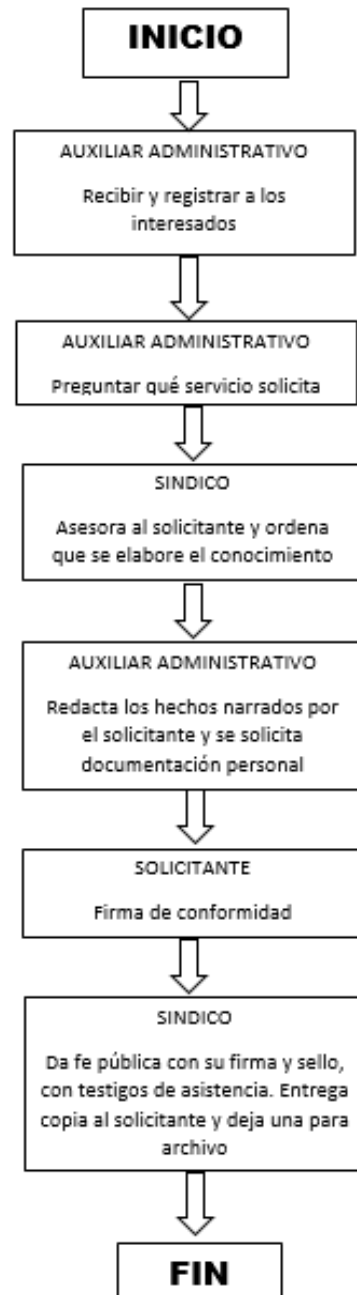 INICIO
AUXILIAR ADMINISTRATIVO
Recibir y registrar a los
interesados
AUXILIAR ADMINISTRATIVO
Preguntar qué servicio solicita
SINDICO
Asesora al solicitante y ordena
que se elabore el conocimiento
AUXILIAR ADMINISTRATIVO
Redacta los hechos narrados por
el solicitante y se solicita
documentación personal
SOLICITANTE
Firma de conformidad
SINDICO
Da fe pública con su firma y sello,
con testigos de asistencia. Entrega
copia al solicitante y deja una para
archivo
FIN